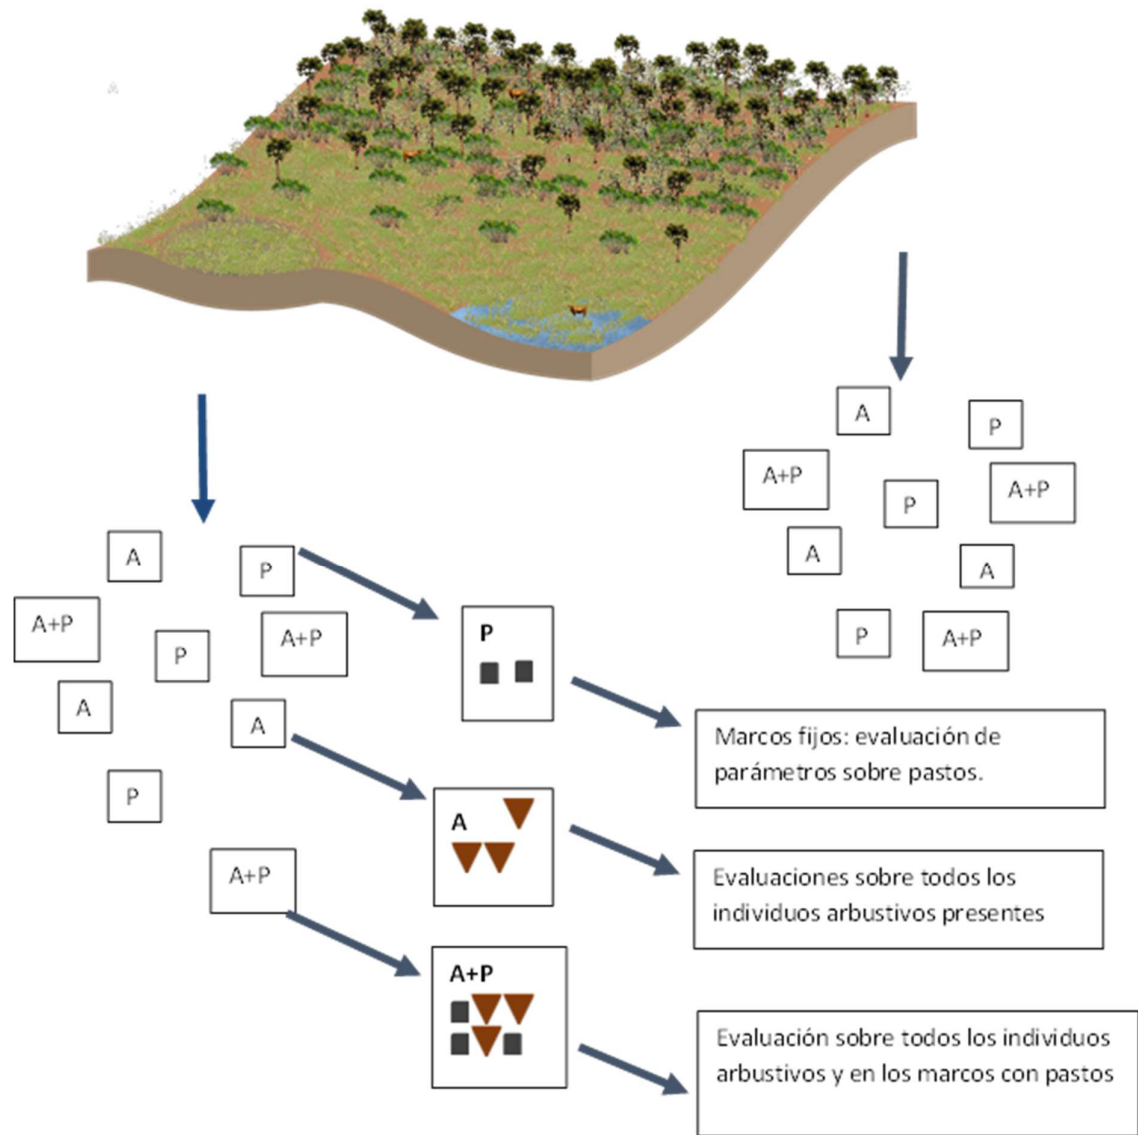 A
A
P
A+P
A+P
P
A
A
P
A+P
A
P
A+P
A+P
P
A
A
P
A+P
P
Marcos fijos: evaluación de
parámetros sobre pastos.
A
Evaluaciones sobre todos los
individuos arbustivos presentes
A+P
Evaluación sobre todos los individuos
arbustivos y en los marcos con pastos